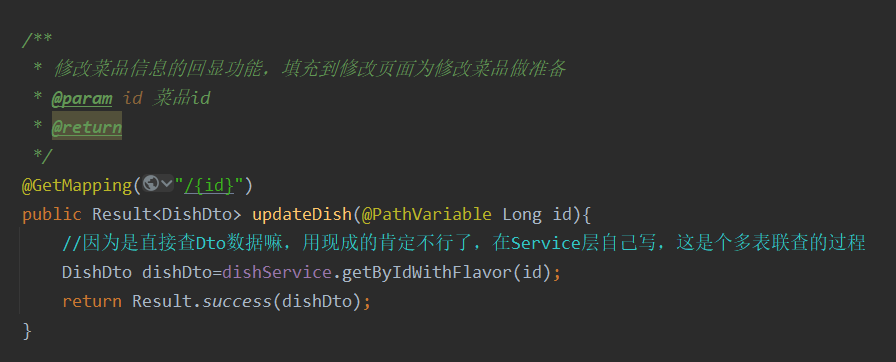 /**
* 修改菜品信息的回显功能，填充到修改页面为修改菜品做准备
* @param id 菜品id
* @return
*/
@GetMapping("/{id}")
public Result<DishDto> updateDish(@PathVariable Long id){
//因为是直接查Dto数据嘛，用现成的肯定不行了，在Service层自己写，这是个多表联查的过程
DishDto dishDto=dishService.getByIdWithFlavor(id);
return Result.success(dishDto);
}